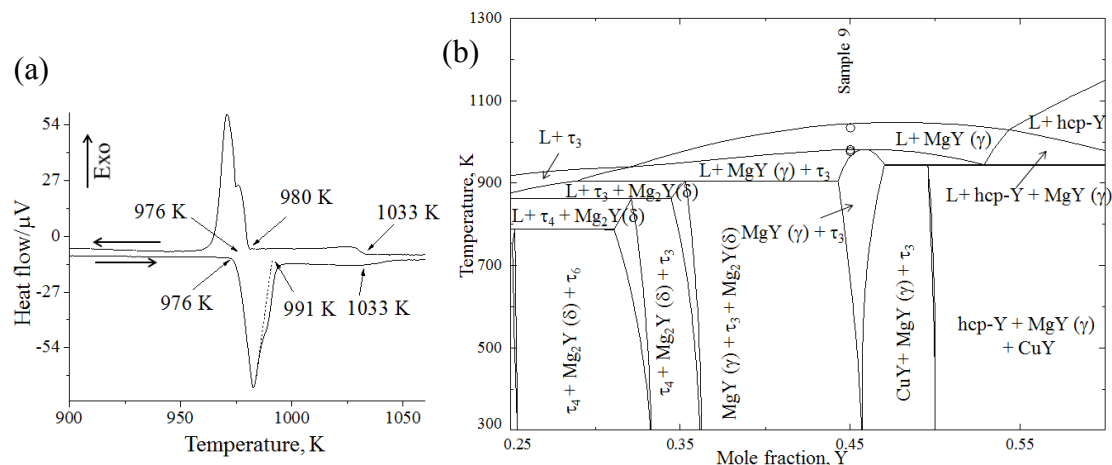 (a)
Exo
54
27
0
-27
-54
Heat flow/μV
976 K
980 K
1033 K
976 K
991 K
1033 K
900
950
1000
1050
Temperature, K
(b)
1300
1100
900
700
500
300
Temperature, K
Sample 9
L+ hcp-Y
L+ τ3
L+ MgY (γ)
L+ MgY (γ) + τ3
L+ hcp-Y + MgY (γ)
L + τ3 + Mg2Y(δ)
L + τ4 + Mg2Y(δ)
MgY (γ) + τ3
τ4 + Mg2Y (δ) + τ6
τ4 + Mg2Y (δ) + τ3
MgY (γ) + τ3 + Mg2Y(δ)
CuY+ MgY (γ) + τ3
hcp-Y + MgY (γ)
+ CuY
0.25
0.35
0.45
0.55
Mole fraction, Y